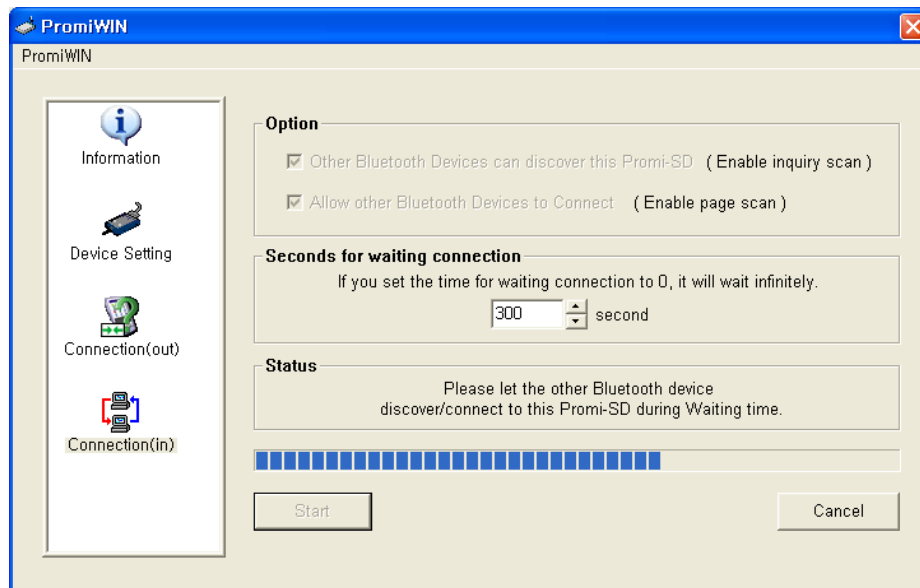 PromiWIN
PromiWIN
Information
Device Setting
Connection(out)
Connection(in)
Option
Other Bluetooth Devices can discover this Promi-SD ( Enable inquiry scan )
Allow other Bluetooth Devices to Connect ( Enable page scan )
Seconds for waiting connection
If you set the time for waiting connection to 0, it will wait infinitely.
300 second
Status
Please let the other Bluetooth device
discover/connect to this Promi-SD during Waiting time.
Start Cancel